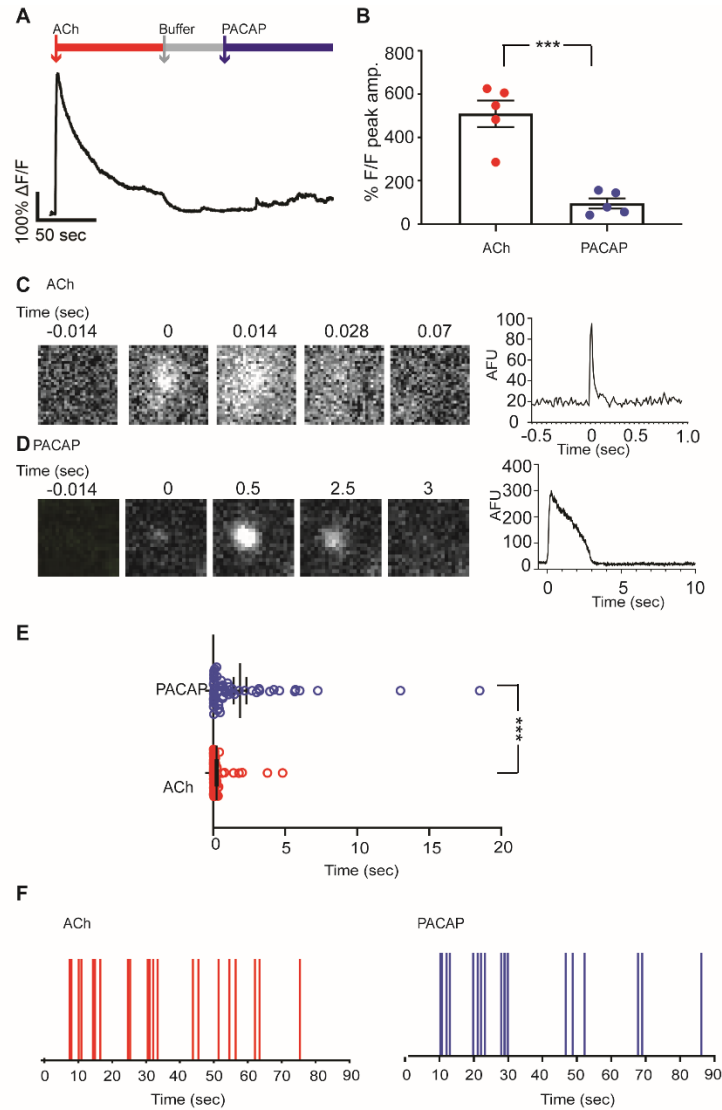 A
ACh Buffer PACAP
100% ΔF/F
50 sec
B
***
% F/F peak amp.
800
600
400
200
0
ACh PACAP
C ACh
Time (sec)
-0.014 0 0.014 0.028 0.07
AFU
100
80
60
40
20
0
-0.5 0 0.5 1.0
Time (sec)
D PACAP
Time (sec)
-0.014 0 0.5 2.5 3
AFU
400
300
200
100
0
0 5 10
Time (sec)
E
PACAP
ACh
***
0 5 10 15 20
Time (sec)
F
ACh
0 10 20 30 40 50 60 70 80 90
Time (sec)
PACAP
0 10 20 30 40 50 60 70 80 90
Time (sec)